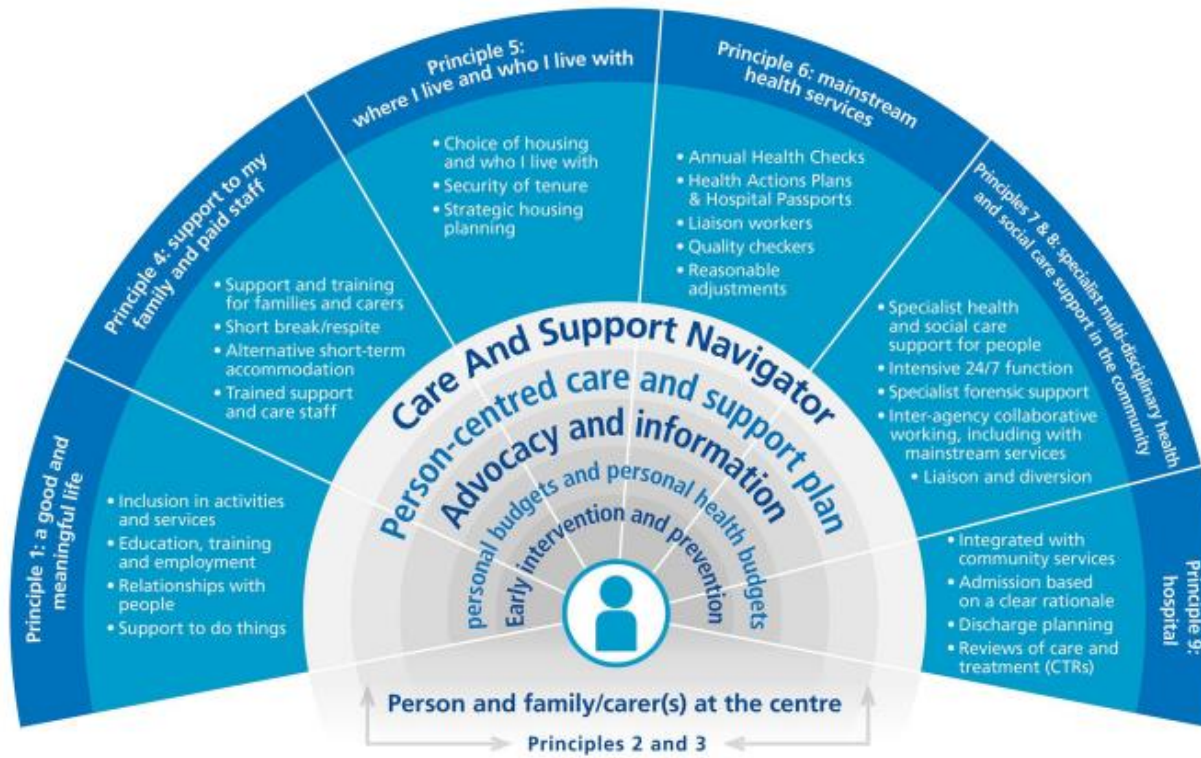 Principle 1: a good and
meaningful life
• Inclusion in activities
and services
• Education, training
and employment
• Relationships with
people
• Support to do things
Principle 4: support to my
family and paid staff
• Support and training
for families and carers
• Short break/respite
• Alternative short-term
accommodation
• Trained support
and care staff
Principle 5:
where I live and who I live with
• Choice of housing
and who I live with
• Security of tenure
• Strategic housing
planning
Principle 6: mainstream
health services
• Annual Health Checks
• Health Actions Plans
& Hospital Passports
• Liaison workers
• Quality checkers
• Reasonable
adjustments
Principles 7 & 8: specialist multi-disciplinary health
and social care support in the community
• Specialist health
and social care
support for people
• Intensive 24/7 function
• Specialist forensic support
• Inter-agency collaborative
working, including with
mainstream services
• Liaison and diversion
Principle 9:
hospital
• Integrated with
community services
• Admission based
on a clear rationale
• Discharge planning
• Reviews of care and
treatment (CTRs)
Care And Support Navigator
Person-centred care and support plan
Advocacy and information
personal budgets and personal health budgets
Early intervention and prevention
Person and family/carer(s) at the centre
Principles 2 and 3